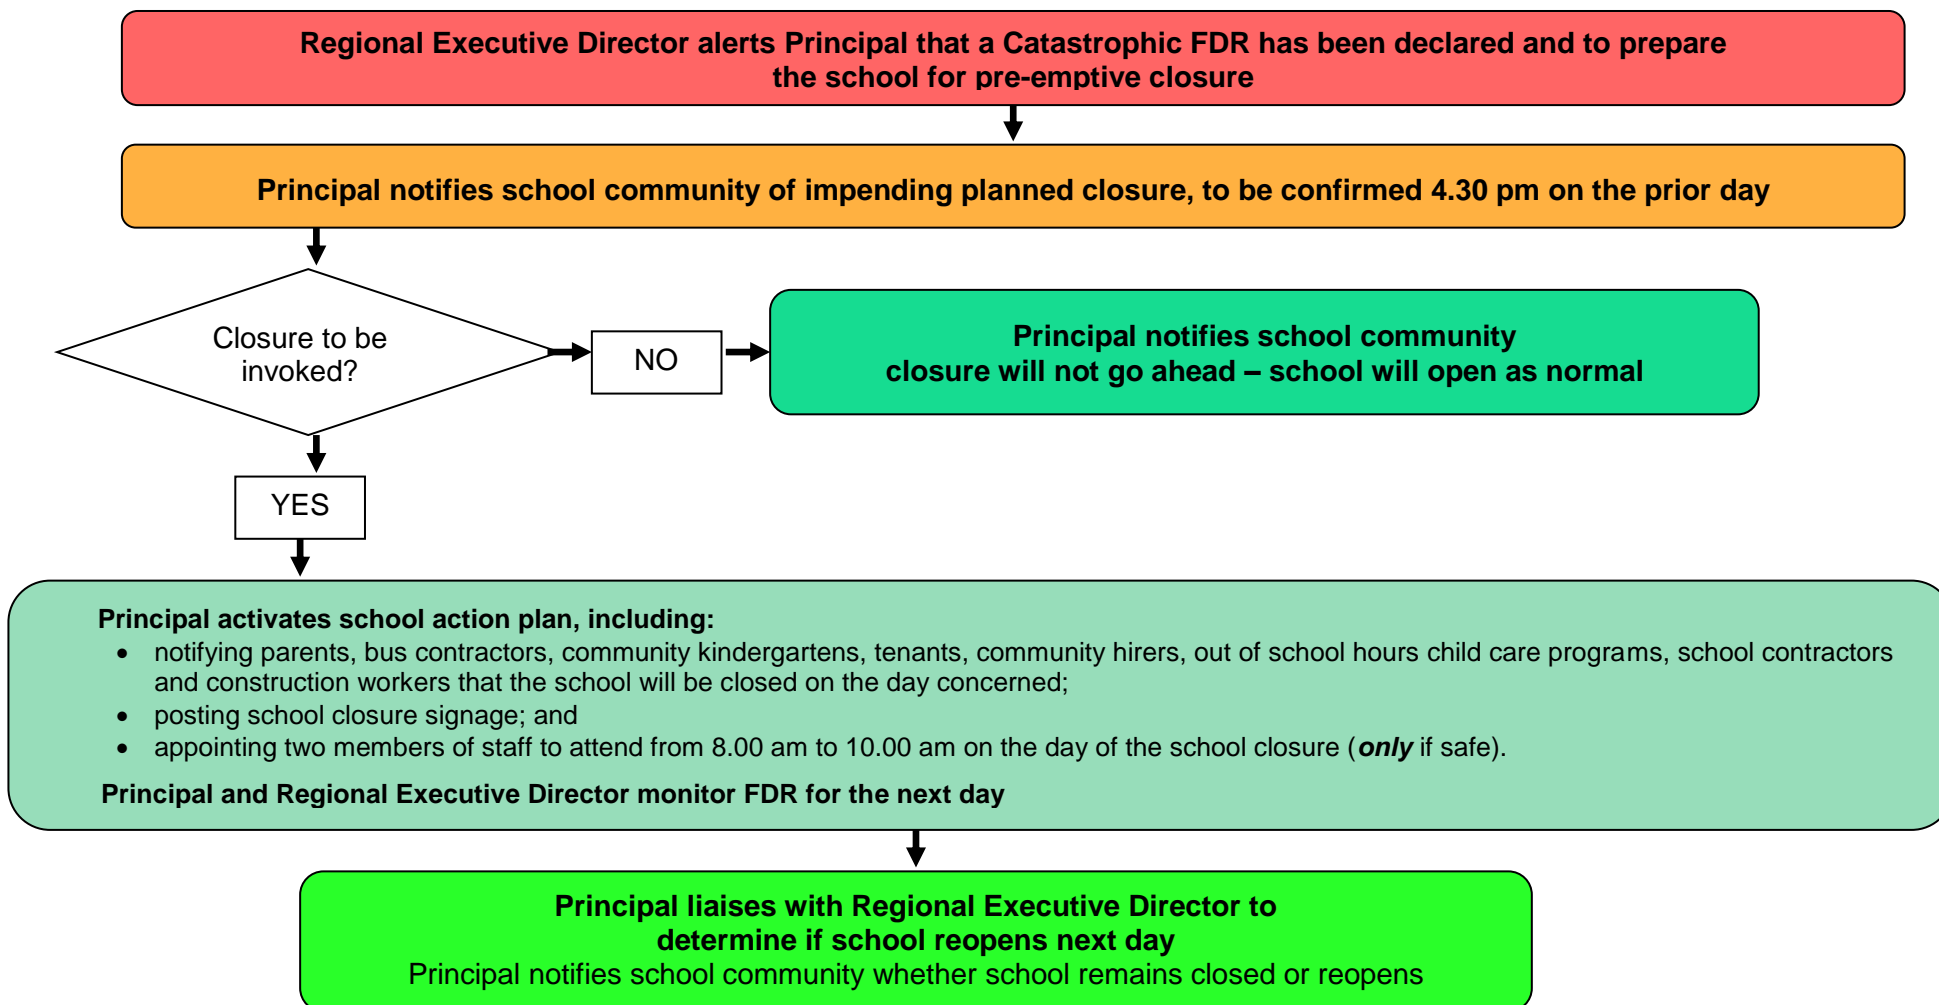 Regional Executive Director alerts Principal that a Catastrophic FDR has been declared and to prepare
the school for pre-emptive closure
Principal notifies school community of impending planned closure, to be confirmed 4.30 pm on the prior day
Closure to be
invoked?
NO
Principal notifies school community
closure will not go ahead – school will open as normal
YES
Principal activates school action plan, including:
• notifying parents, bus contractors, community kindergartens, tenants, community hirers, out of school hours child care programs, school contractors
and construction workers that the school will be closed on the day concerned;
• posting school closure signage; and
• appointing two members of staff to attend from 8.00 am to 10.00 am on the day of the school closure (only if safe).
Principal and Regional Executive Director monitor FDR for the next day
Principal liaises with Regional Executive Director to
determine if school reopens next day
Principal notifies school community whether school remains closed or reopens